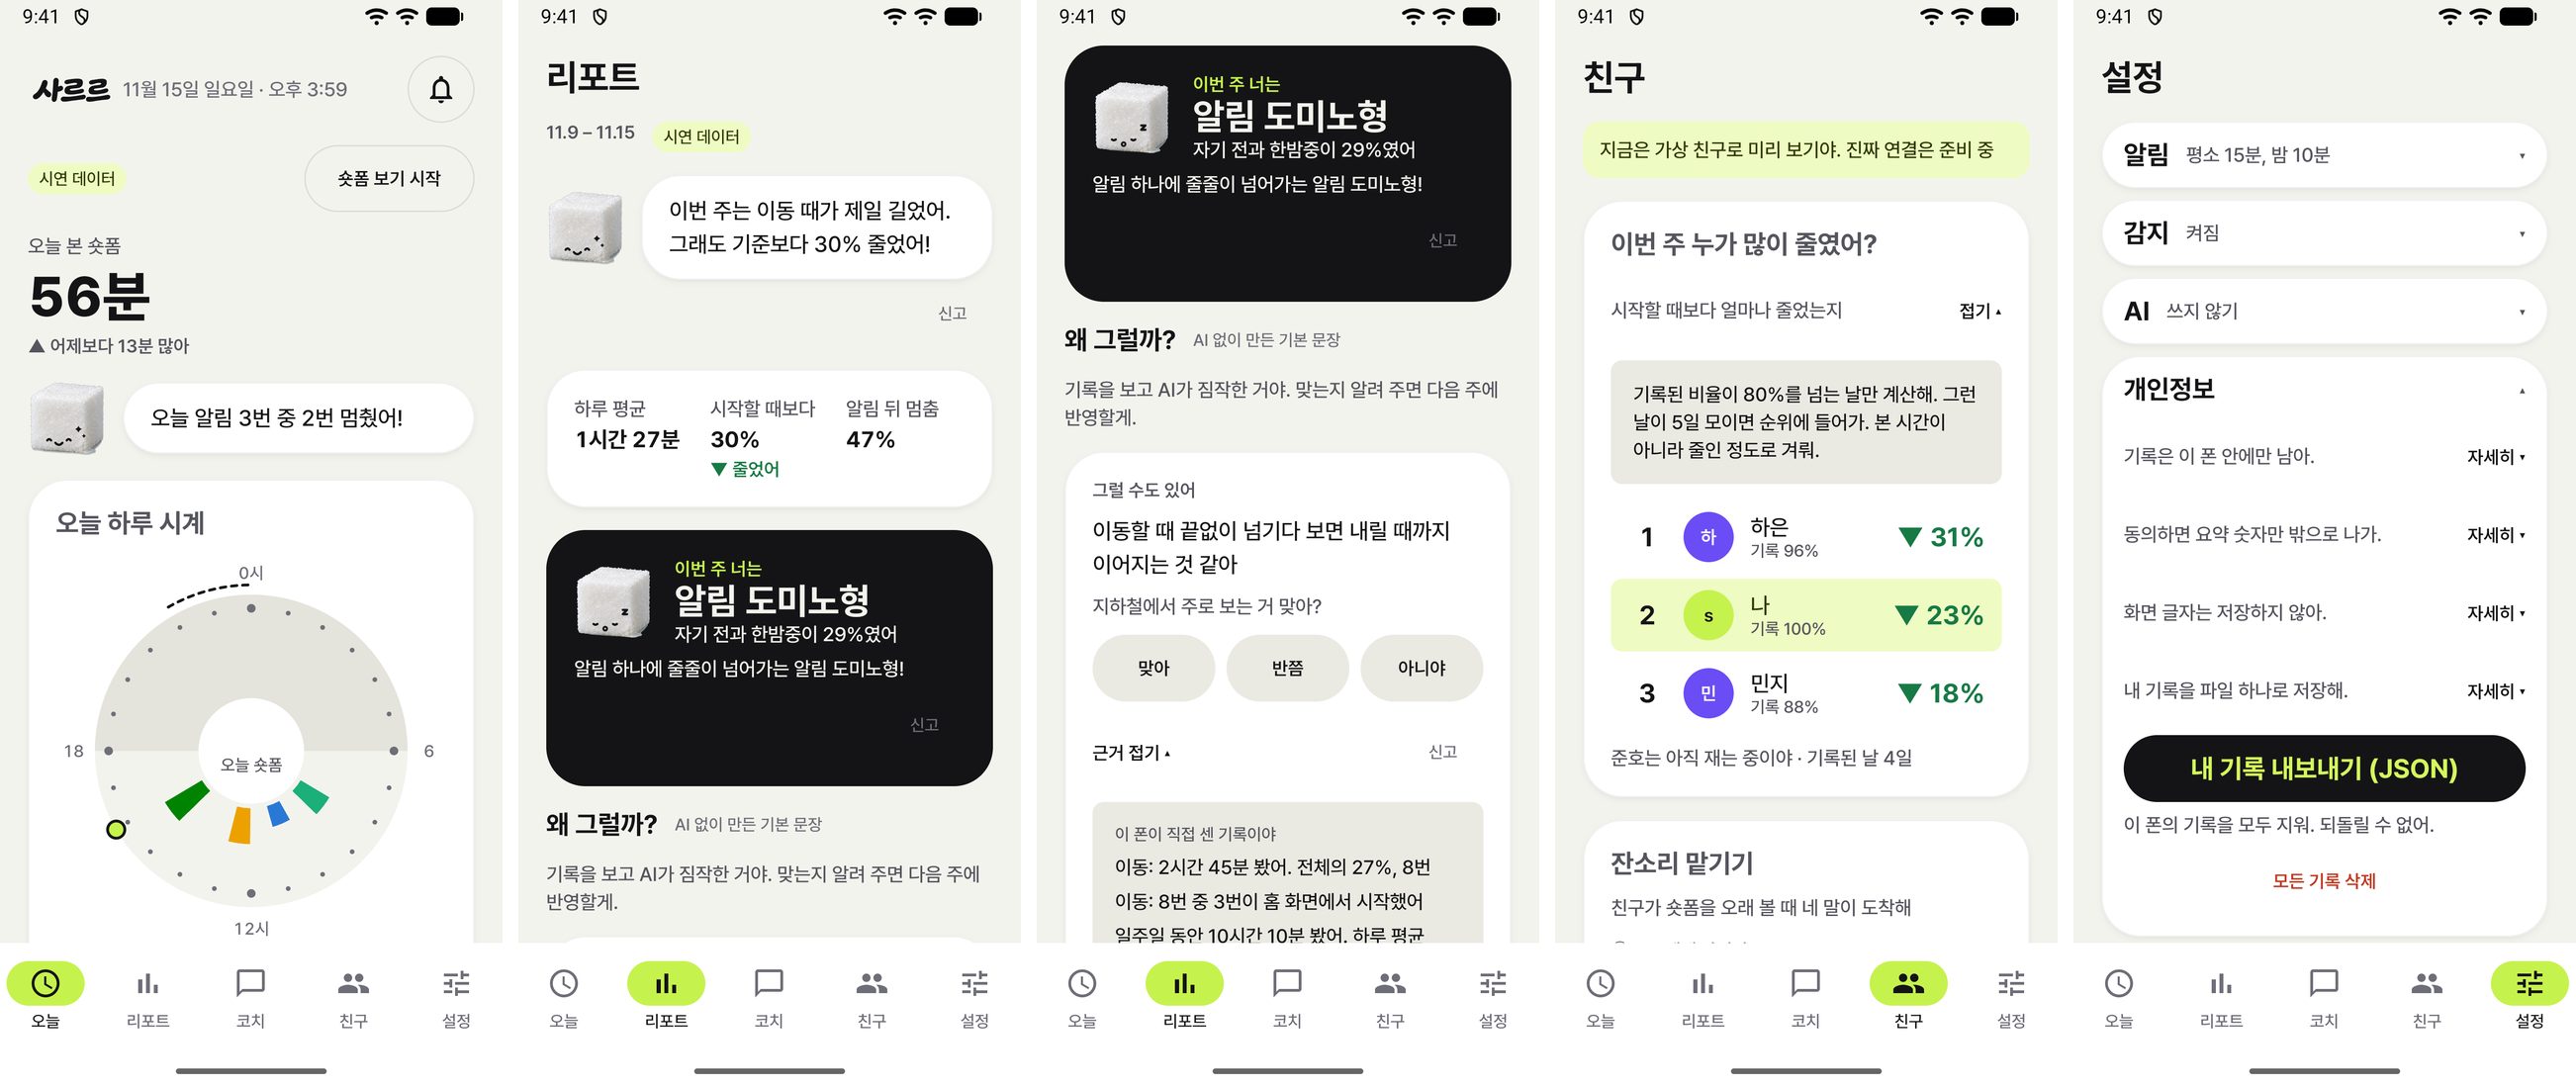 9:41
사르르
11월 15일 일요일 · 오후 3:59
시연 데이터
숏폼 보기 시작
오늘 본 숏폼
56분
▲ 어제보다 13분 많아
오늘 알림 3번 중 2번 멈췄어!
오늘 하루 시계
0시
18
오늘 숏폼
6
12시
오늘
리포트
코치
친구
설정
9:41
리포트
11.9 – 11.15
시연 데이터
이번 주는 이동 때가 제일 길었어.
그래도 기준보다 30% 줄었어!
신고
하루 평균
시작할 때보다
알림 뒤 멈춤
1시간 27분
30%
47%
▼ 줄었어
이번 주 너는
알림 도미노형
자기 전과 한밤중이 29%였어
알림 하나에 줄줄이 넘어가는 알림 도미노형!
신고
왜 그럴까?
AI 없이 만든 기본 문장
기록을 보고 AI가 짐작한 거야. 맞는지 알려 주면 다음 주에
반영할게.
오늘
리포트
코치
친구
설정
9:41
이번 주 너는
알림 도미노형
자기 전과 한밤중이 29%였어
알림 하나에 줄줄이 넘어가는 알림 도미노형!
신고
왜 그럴까?
AI 없이 만든 기본 문장
기록을 보고 AI가 짐작한 거야. 맞는지 알려 주면 다음 주에
반영할게.
그럴 수도 있어
이동할 때 끝없이 넘기다 보면 내릴 때까지
이어지는 것 같아
지하철에서 주로 보는 거 맞아?
맞아
반쯤
아니야
근거 접기 ▴
신고
이 폰이 직접 센 기록이야
이동: 2시간 45분 봤어. 전체의 27%, 8번
이동: 8번 중 3번이 홈 화면에서 시작했어
일주일 동안 10시간 10분 봤어. 하루 평균
오늘
리포트
코치
친구
설정
9:41
친구
지금은 가상 친구로 미리 보기야. 진짜 연결은 준비 중
이번 주 누가 많이 줄였어?
시작할 때보다 얼마나 줄었는지
접기 ▴
기록된 비율이 80%를 넘는 날만 계산해. 그런
날이 5일 모이면 순위에 들어가. 본 시간이
아니라 줄인 정도로 겨뤄.
1
하
하은
기록 96%
▼ 31%
2
s
나
기록 100%
▼ 23%
3
민
민지
기록 88%
▼ 18%
준호는 아직 재는 중이야 · 기록된 날 4일
잔소리 맡기기
친구가 숏폼을 오래 볼 때 네 말이 도착해
오늘
리포트
코치
친구
설정
9:41
설정
알림
평소 15분, 밤 10분
▾
감지
켜짐
▾
AI
쓰지 않기
▾
개인정보
▴
기록은 이 폰 안에만 남아.
자세히 ▾
동의하면 요약 숫자만 밖으로 나가.
자세히 ▾
화면 글자는 저장하지 않아.
자세히 ▾
내 기록을 파일 하나로 저장해.
자세히 ▾
내 기록 내보내기 (JSON)
이 폰의 기록을 모두 지워. 되돌릴 수 없어.
모든 기록 삭제
오늘
리포트
코치
친구
설정